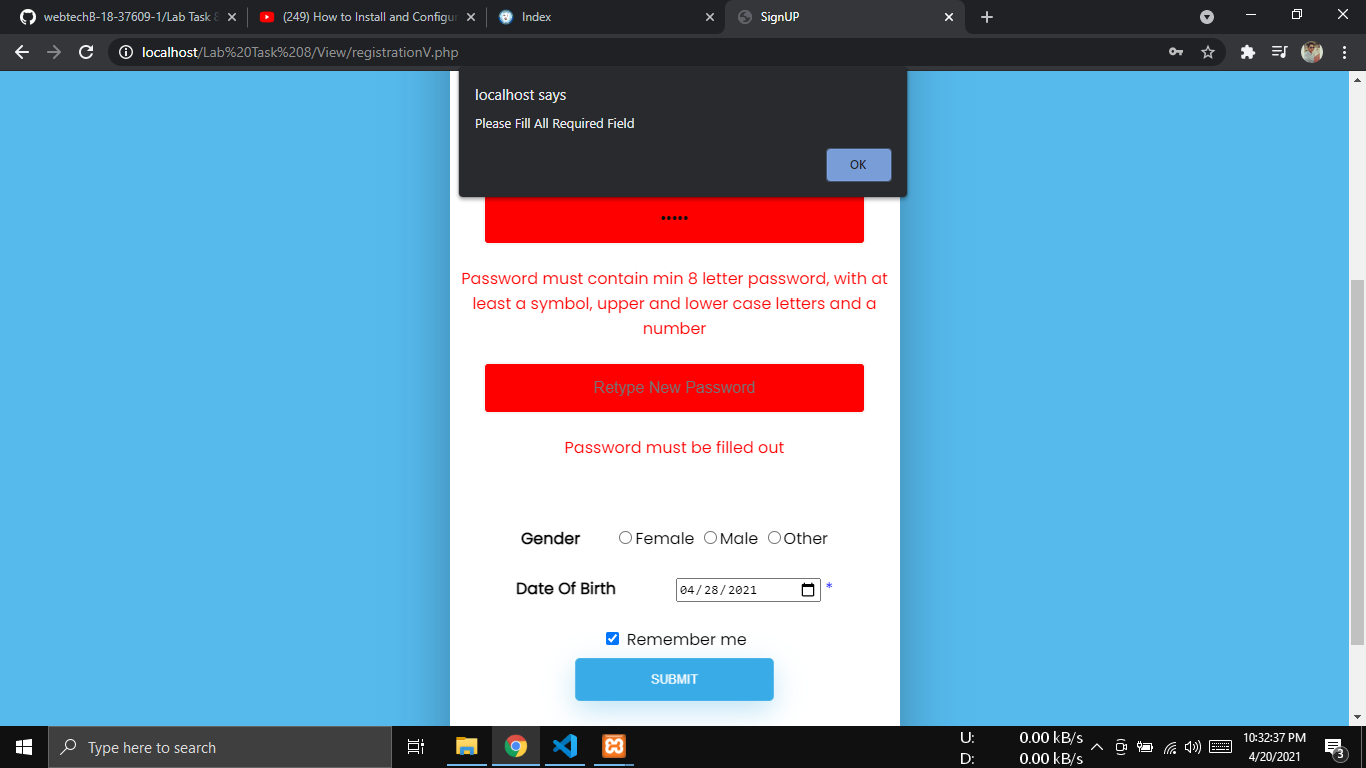 webtechB-18-37609-1/Lab Task 8
(249) How to Install and Configur
Index
SignUP
localhost/Lab%20Task%208/View/registrationV.php
localhost says
Please Fill All Required Field
OK
•••••
Password must contain min 8 letter password, with at
least a symbol, upper and lower case letters and a
number
Retype New Password
Password must be filled out
Gender Female Male Other
Date Of Birth 04/28/2021 *
Remember me
SUBMIT
Type here to search
U: 0.00 kB/s
D: 0.00 kB/s
10:32:37 PM
4/20/2021
3